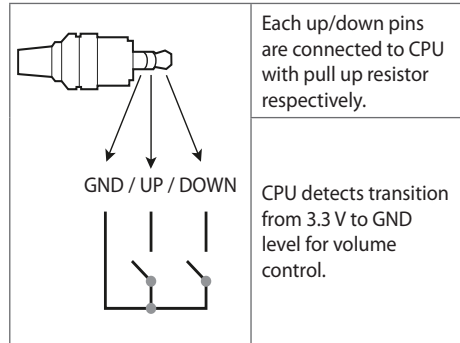 Each up/down pins
are connected to CPU
with pull up resistor
respectively.
GND / UP / DOWN
CPU detects transition
from 3.3 V to GND
level for volume
control.